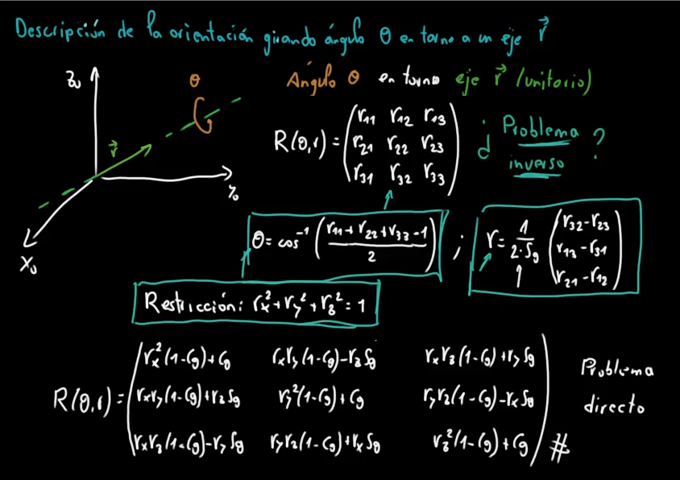 Descripción de la orientación girando ángulo θ en torno a un eje r⃗
Z₀
θ
r⃗
Y₀
X₀
Ángulo θ en torno eje r⃗ (unitario)
R(θ,r) = ( r₁₁ r₁₂ r₁₃
r₂₁ r₂₂ r₂₃
r₃₁ r₃₂ r₃₃ )
¿ Problema
inverso ?
θ = cos⁻¹ ( (r₁₁ + r₂₂ + r₃₃ - 1) / 2 ) ; r = 1 / (2·Sθ) ( r₃₂ - r₂₃
r₁₃ - r₃₁
r₂₁ - r₁₂ )
Restricción: rx² + ry² + rz² = 1
R(θ,r) = ( rx²(1-Cθ)+Cθ rxry(1-Cθ)-rzSθ rxrz(1-Cθ)+rySθ
rxry(1-Cθ)+rzSθ ry²(1-Cθ)+Cθ ryrz(1-Cθ)-rxSθ
rxrz(1-Cθ)-rySθ ryrz(1-Cθ)+rxSθ rz²(1-Cθ)+Cθ ) #
Problema
directo